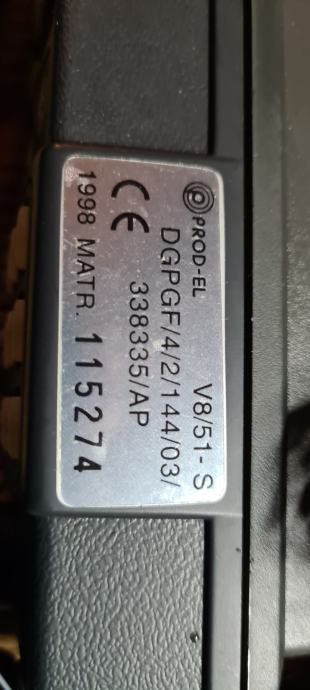 PROD-EL V8/51- S
DGPGF/4/2/144/03/
CE 338335/AP
1998 MATR. 115274